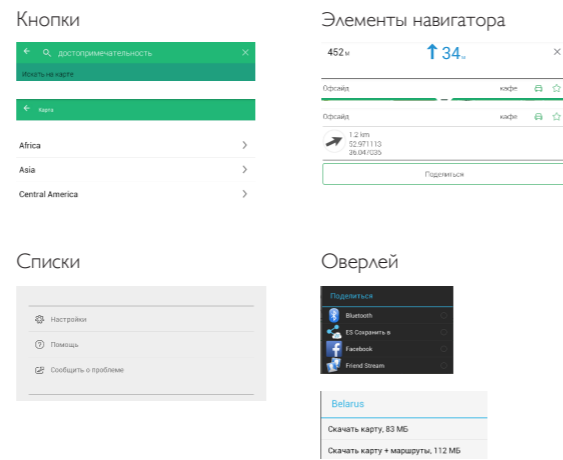 Кнопки
достопримечательность
Искать на карте
Карта
Africa
Asia
Central America
Элементы навигатора
452 м
34 м
Офсайд кафе
Офсайд кафе
1.2 km
52.971113
36.047035
Поделиться
Списки
Настройки
Помощь
Сообщить о проблеме
Оверлей
Поделиться
Bluetooth
ES Сохранить в
Facebook
Friend Stream
Belarus
Скачать карту, 83 МБ
Скачать карту + маршруты, 112 МБ